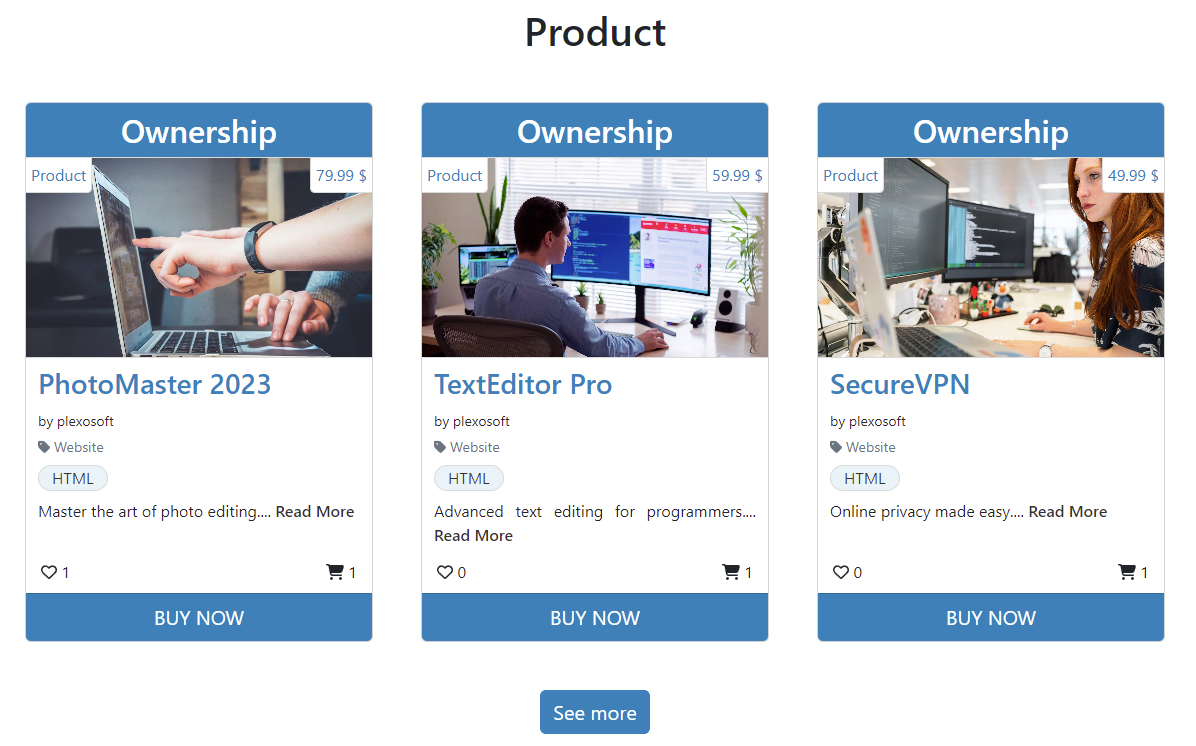 Product
Ownership
Product
79.99 $
PhotoMaster 2023
by plexosoft
Website
HTML
Master the art of photo editing.... Read More
1
1
BUY NOW
Ownership
Product
59.99 $
TextEditor Pro
by plexosoft
Website
HTML
Advanced text editing for programmers....
Read More
0
1
BUY NOW
Ownership
Product
49.99 $
SecureVPN
by plexosoft
Website
HTML
Online privacy made easy.... Read More
0
1
BUY NOW
See more